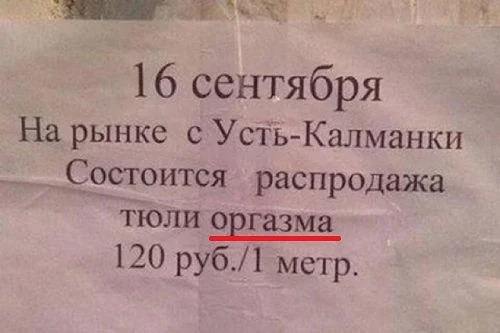 16 сентября
На рынке с Усть-Калманки
Состоится распродажа
тюли оргазма
120 руб./1 метр.